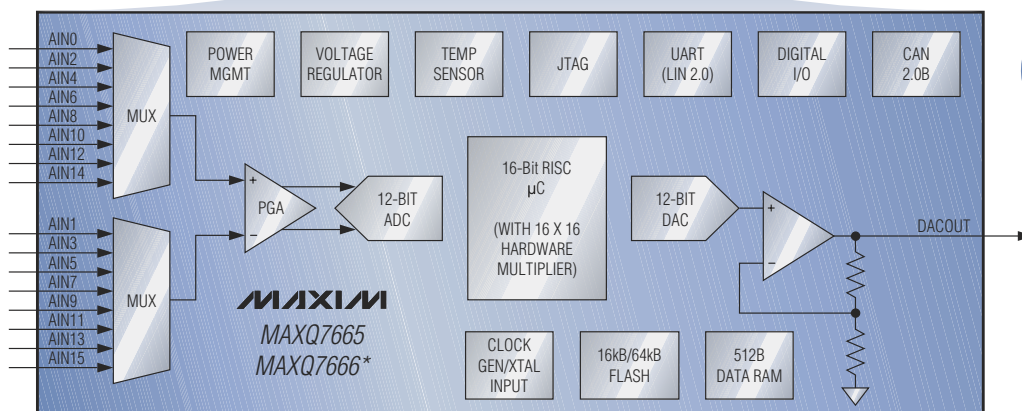 AIN0
AIN2
AIN4
AIN6
AIN8
AIN10
AIN12
AIN14
MUX
AIN1
AIN3
AIN5
AIN7
AIN9
AIN11
AIN13
AIN15
MUX
POWER
MGMT
VOLTAGE
REGULATOR
TEMP
SENSOR
JTAG
UART
(LIN 2.0)
DIGITAL
I/O
CAN
2.0B
+
PGA
−
12-BIT
ADC
16-Bit RISC
µC
(WITH 16 X 16
HARDWARE
MULTIPLIER)
12-BIT
DAC
+
−
DACOUT
MAXIM
MAXQ7665
MAXQ7666*
CLOCK
GEN/XTAL
INPUT
16kB/64kB
FLASH
512B
DATA RAM